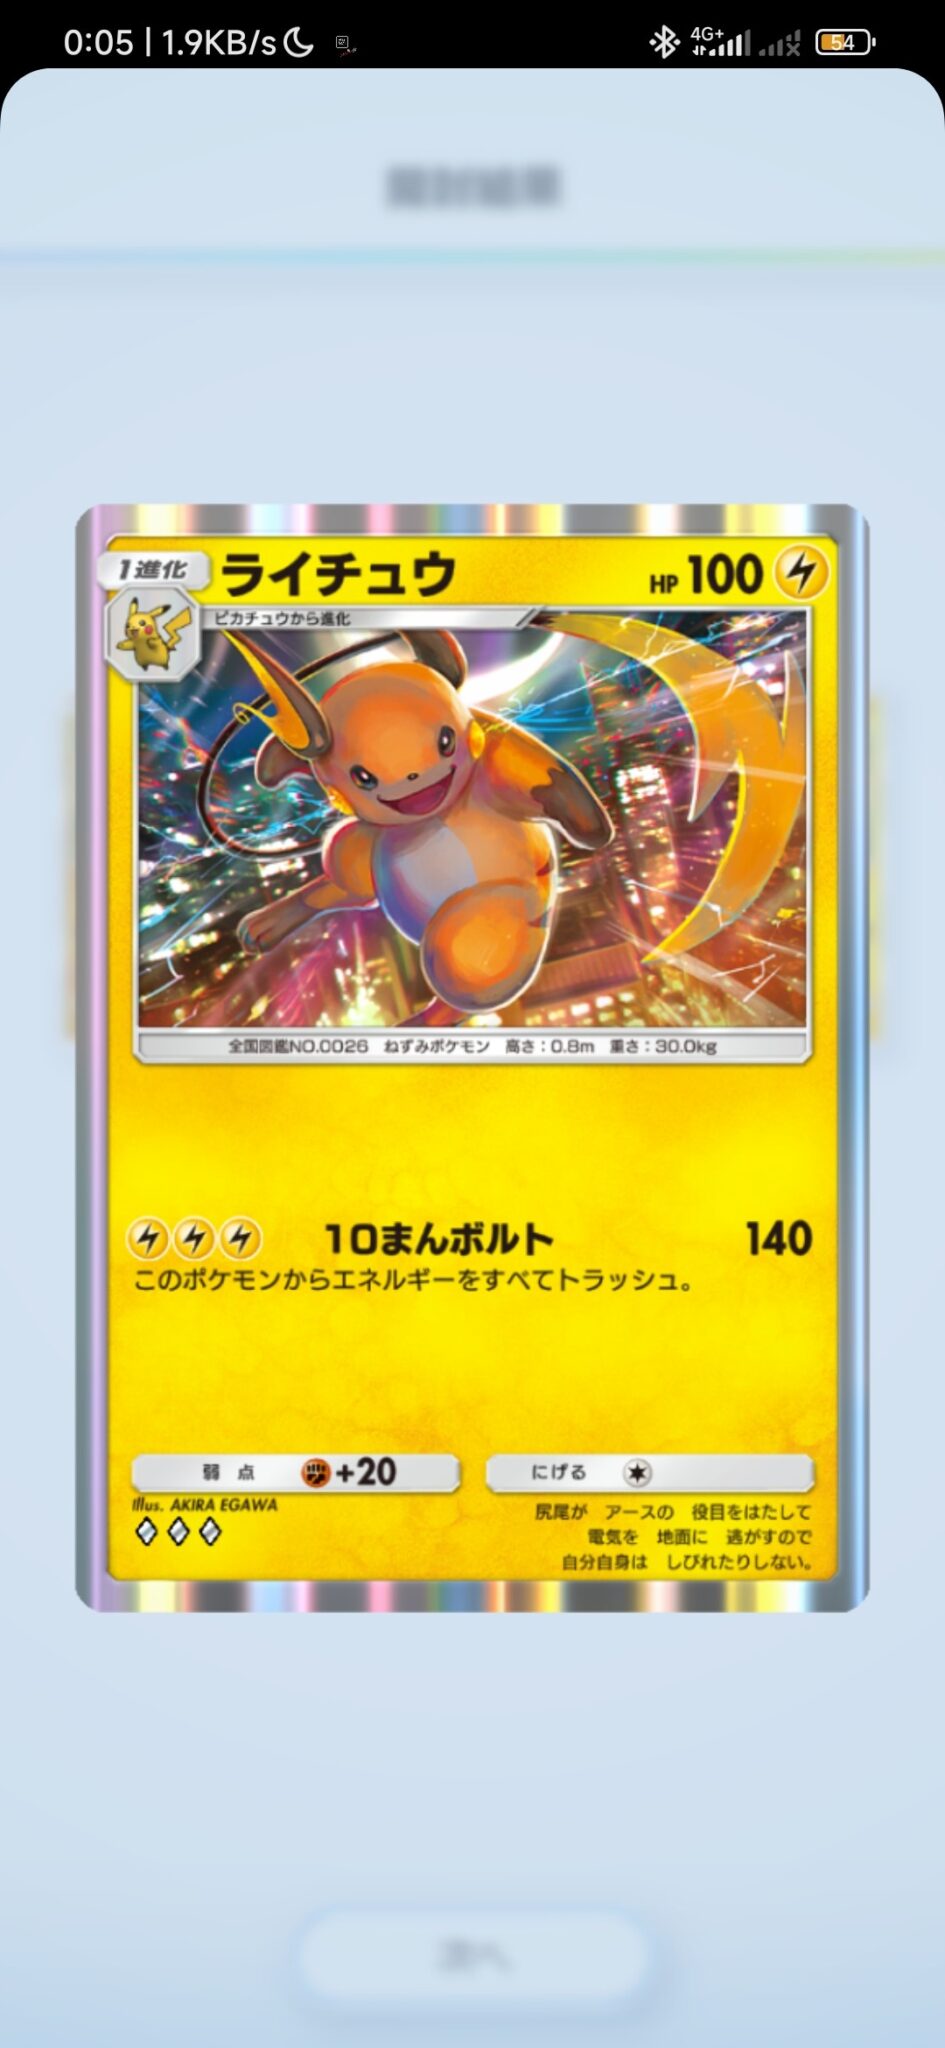 0:05 | 1.9KB/s
4G+
54
開封結果
1進化
ライチュウ
HP 100
ピカチュウから進化
全国図鑑NO.0026 ねずみポケモン 高さ:0.8m 重さ:30.0kg
10まんボルト 140
このポケモンからエネルギーをすべてトラッシュ。
弱点 +20
にげる
Illus. AKIRA EGAWA
尻尾が アースの 役目をはたして
電気を 地面に 逃がすので
自分自身は しびれたりしない。
次へ